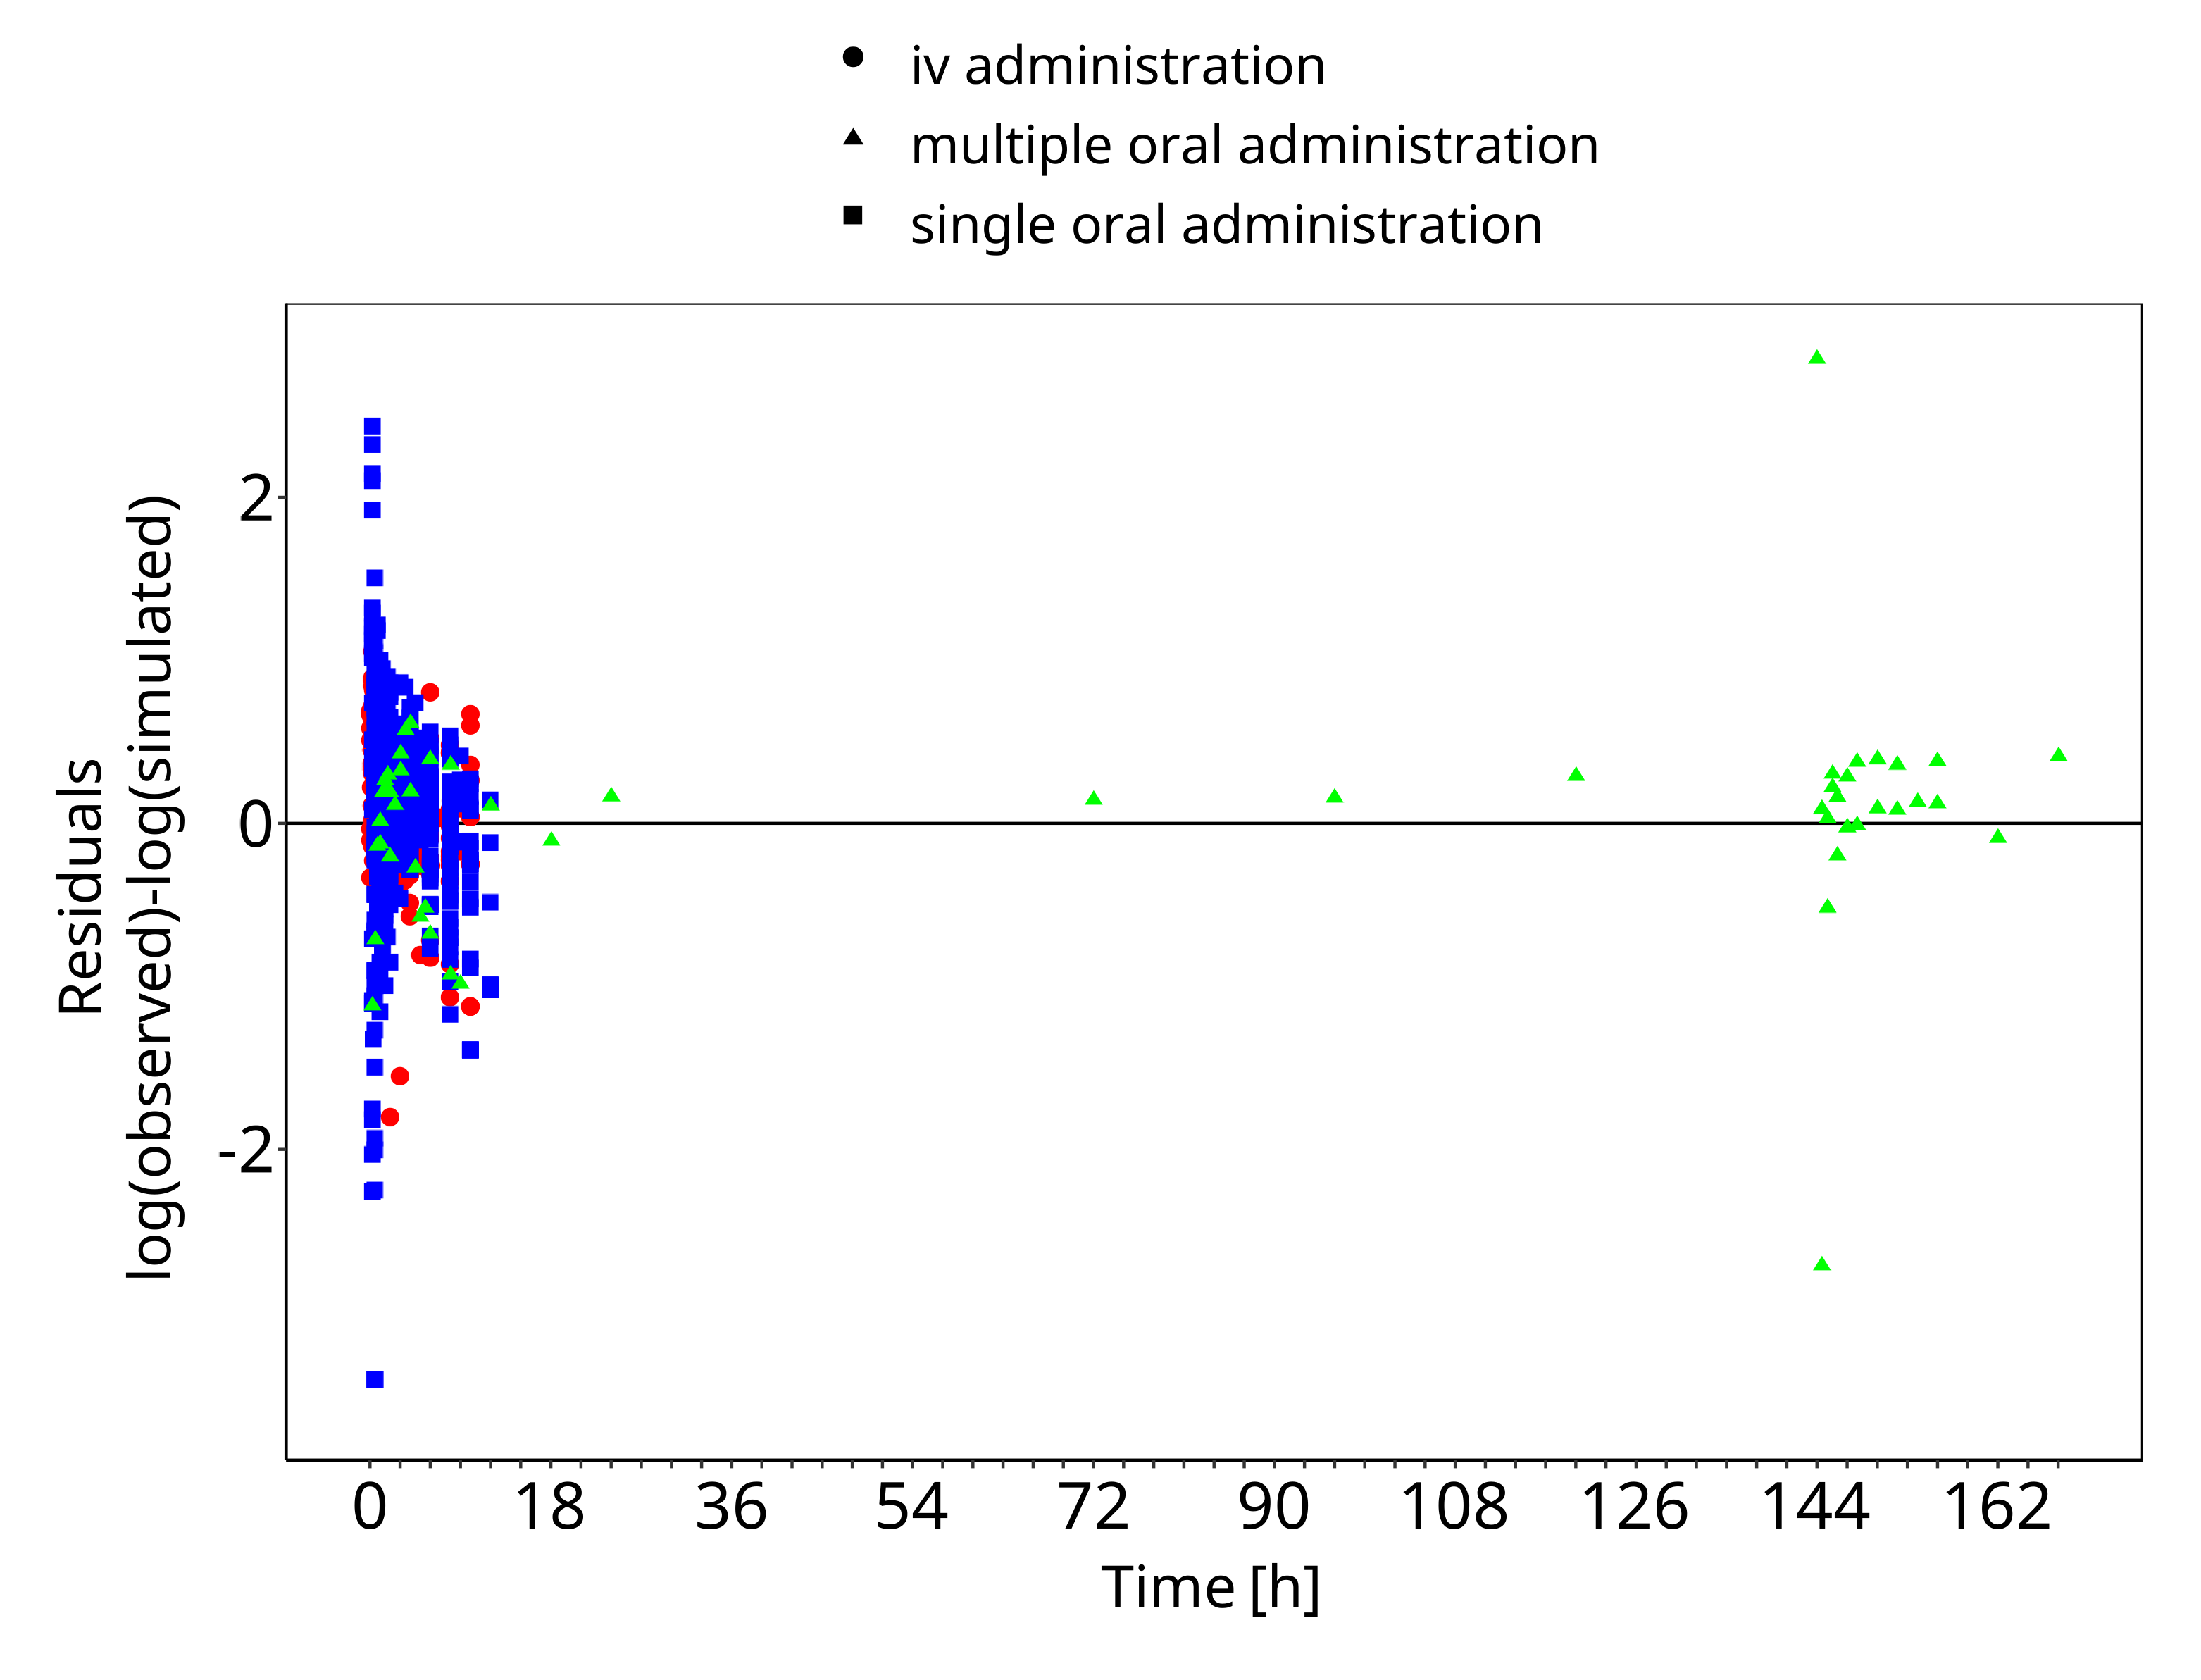 iv administration
multiple oral administration
single oral administration
Residuals
log(observed)-log(simulated)
2
0
-2
0 18 36 54 72 90 108 126 144 162
Time [h]